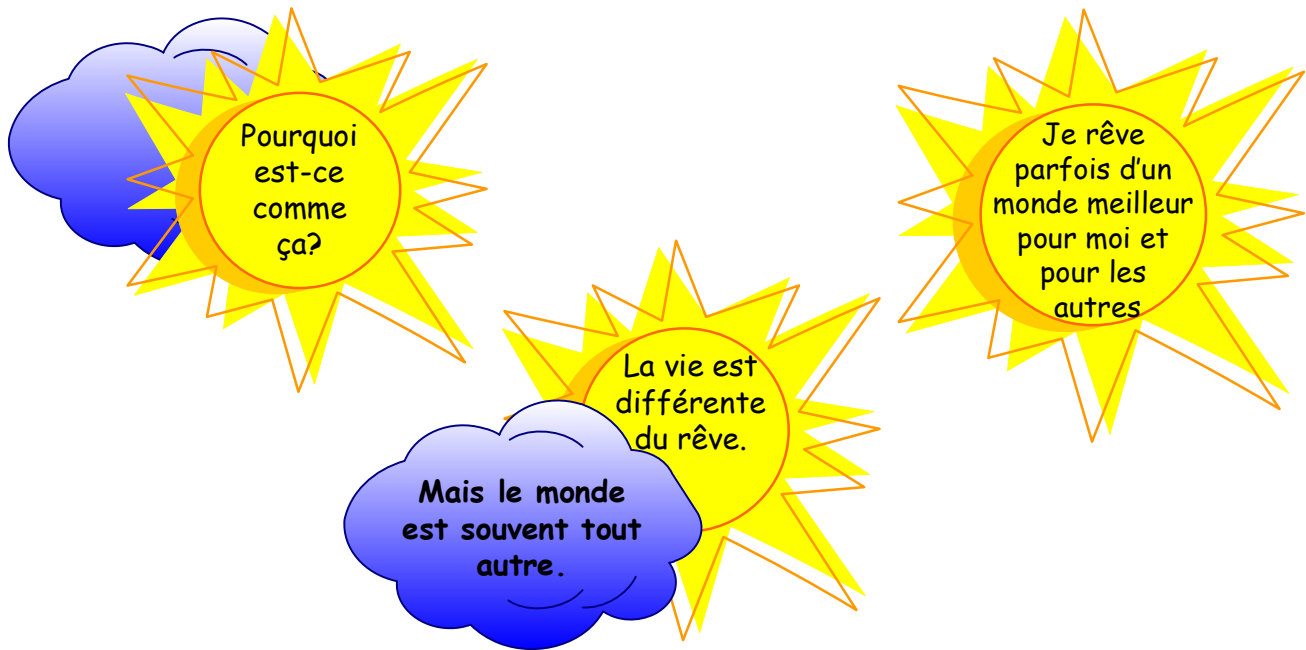 Pourquoi
est-ce
comme
ça?
Je rêve
parfois d'un
monde meilleur
pour moi et
pour les
autres
La vie est
différente
du rêve.
Mais le monde
est souvent tout
autre.